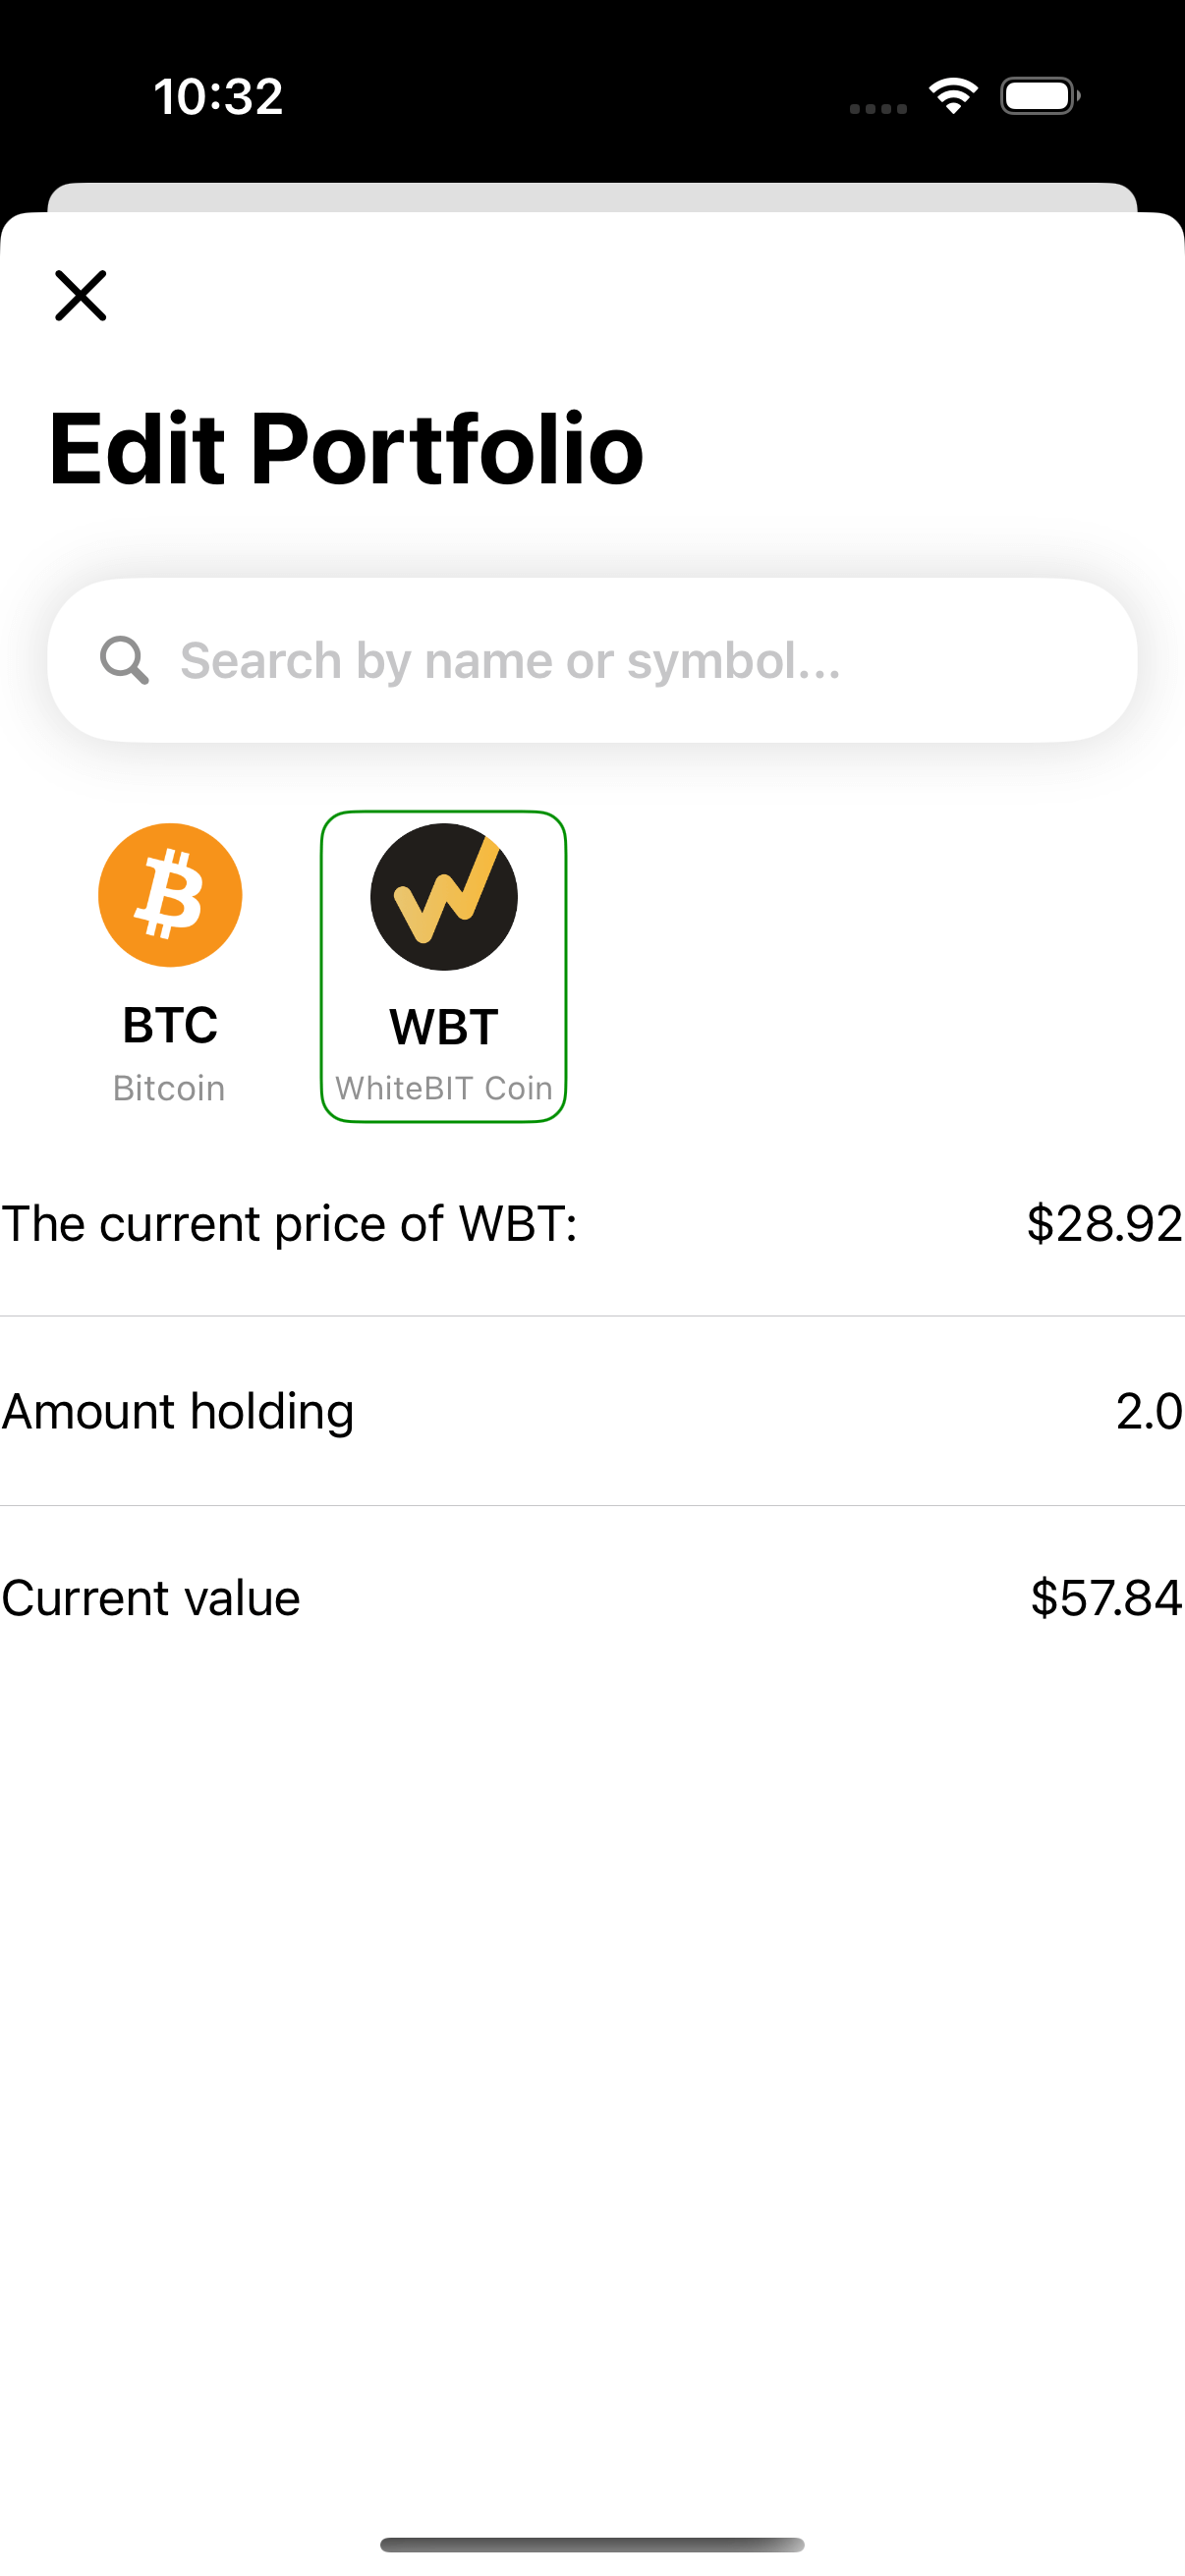 10:32
Edit Portfolio
Search by name or symbol...
BTC
Bitcoin
WBT
WhiteBIT Coin
The current price of WBT: $28.92
Amount holding 2.0
Current value $57.84